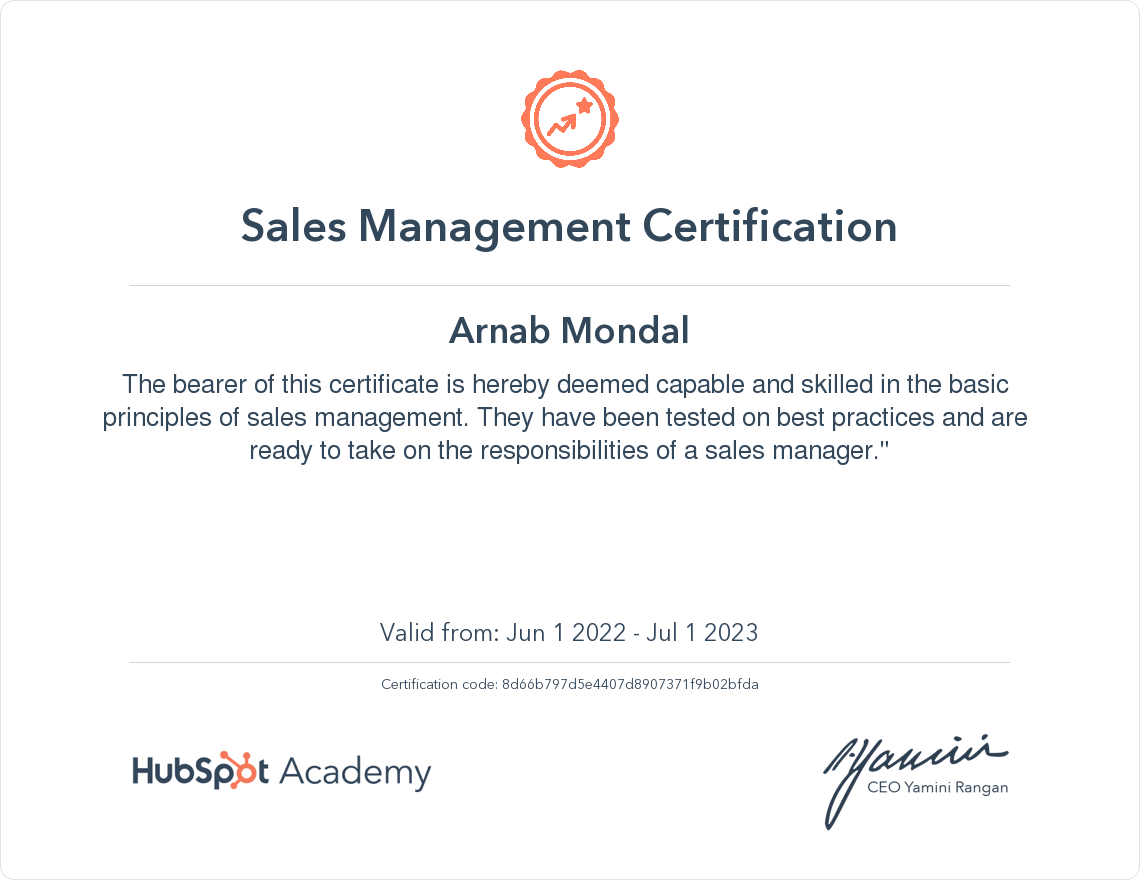 Sales Management Certification
Arnab Mondal
The bearer of this certificate is hereby deemed capable and skilled in the basic
principles of sales management. They have been tested on best practices and are
ready to take on the responsibilities of a sales manager."
Valid from: Jun 1 2022 - Jul 1 2023
Certification code: 8d66b797d5e4407d8907371f9b02bfda
HubSpot Academy
CEO Yamini Rangan